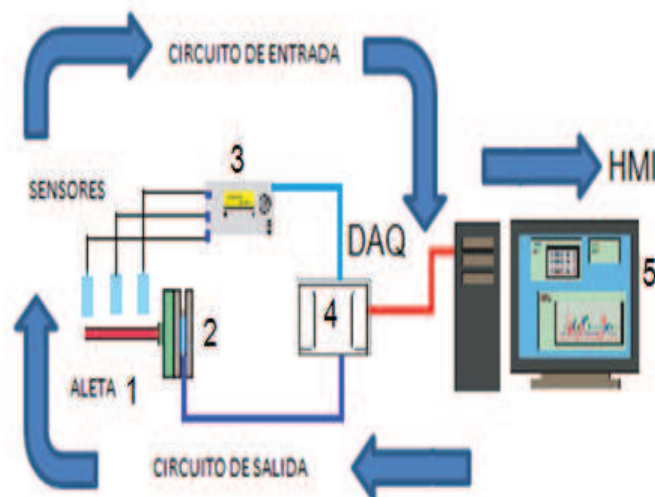 CIRCUITO DE ENTRADA
3
HMI
SENSORES
DAQ
5
2
4
ALETA 1
CIRCUITO DE SALIDA